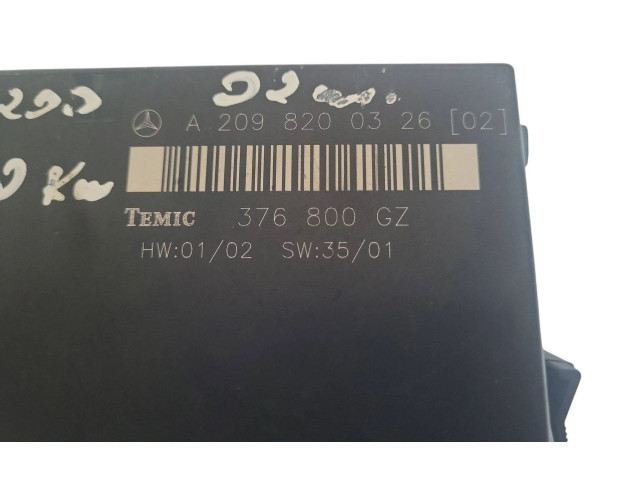 A 209 820 03 26 [02]
TEMIC 376 800 GZ
HW:01/02 SW:35/01